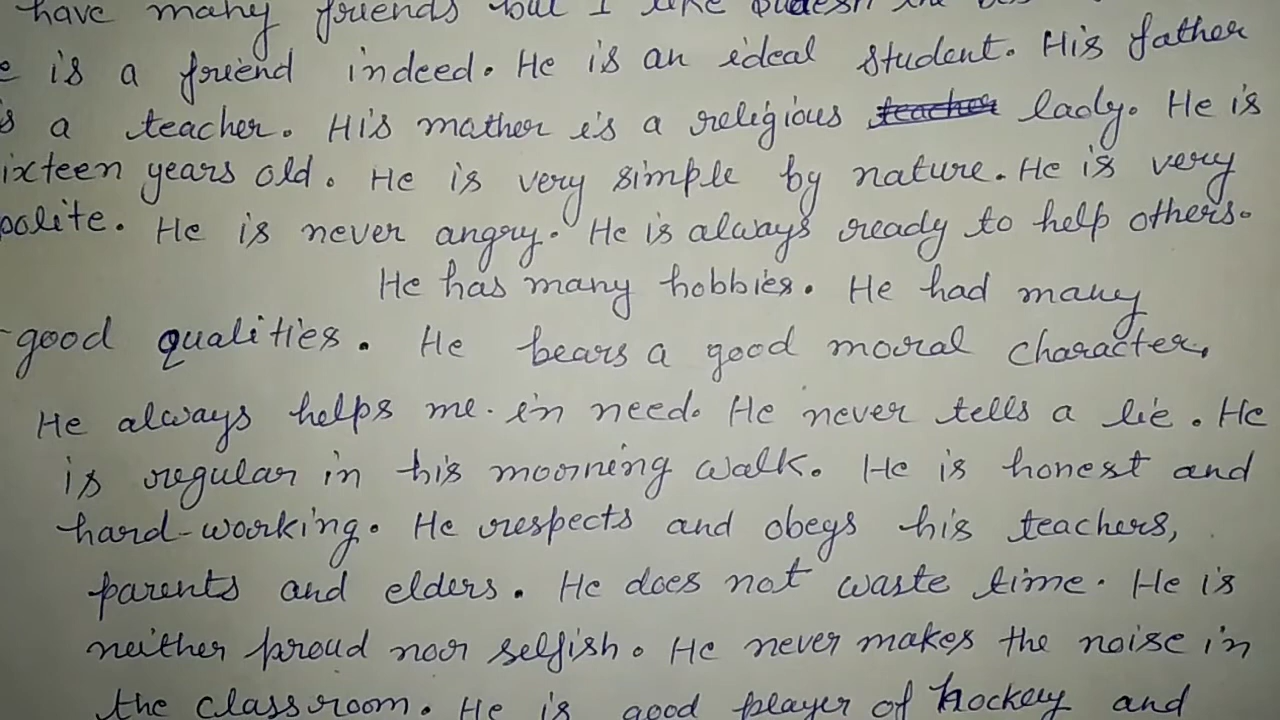 have many friends but I like
is a friend indeed. He is an ideal student. His father
a teacher. His mather is a religious teacher lady. He is
ixteen years old. He is very simple by nature. He is very
polite. He is never angry. He is always ready to help others.
He has many hobbies. He had many
good qualities. He bears a good moral character.
He always helps me. in need. He never tells a lie. He
is regular in his morning walk. He is honest and
hard-working. He respects and obeys his teachers,
parents and elders. He does not waste time. He is
neither proud nor selfish. He never makes the noise in
the classroom. He is good player of hockey and